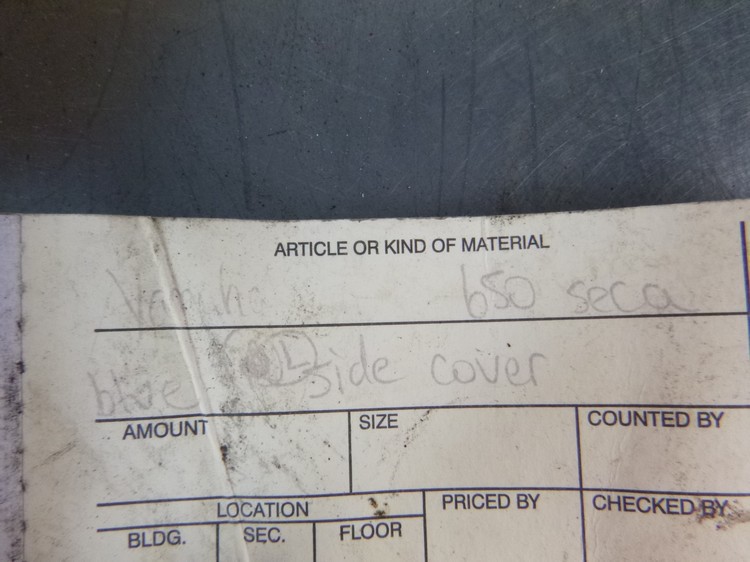 ARTICLE OR KIND OF MATERIAL
650 seca
blue L side cover
AMOUNT SIZE COUNTED BY
LOCATION PRICED BY CHECKED BY
BLDG. SEC. FLOOR